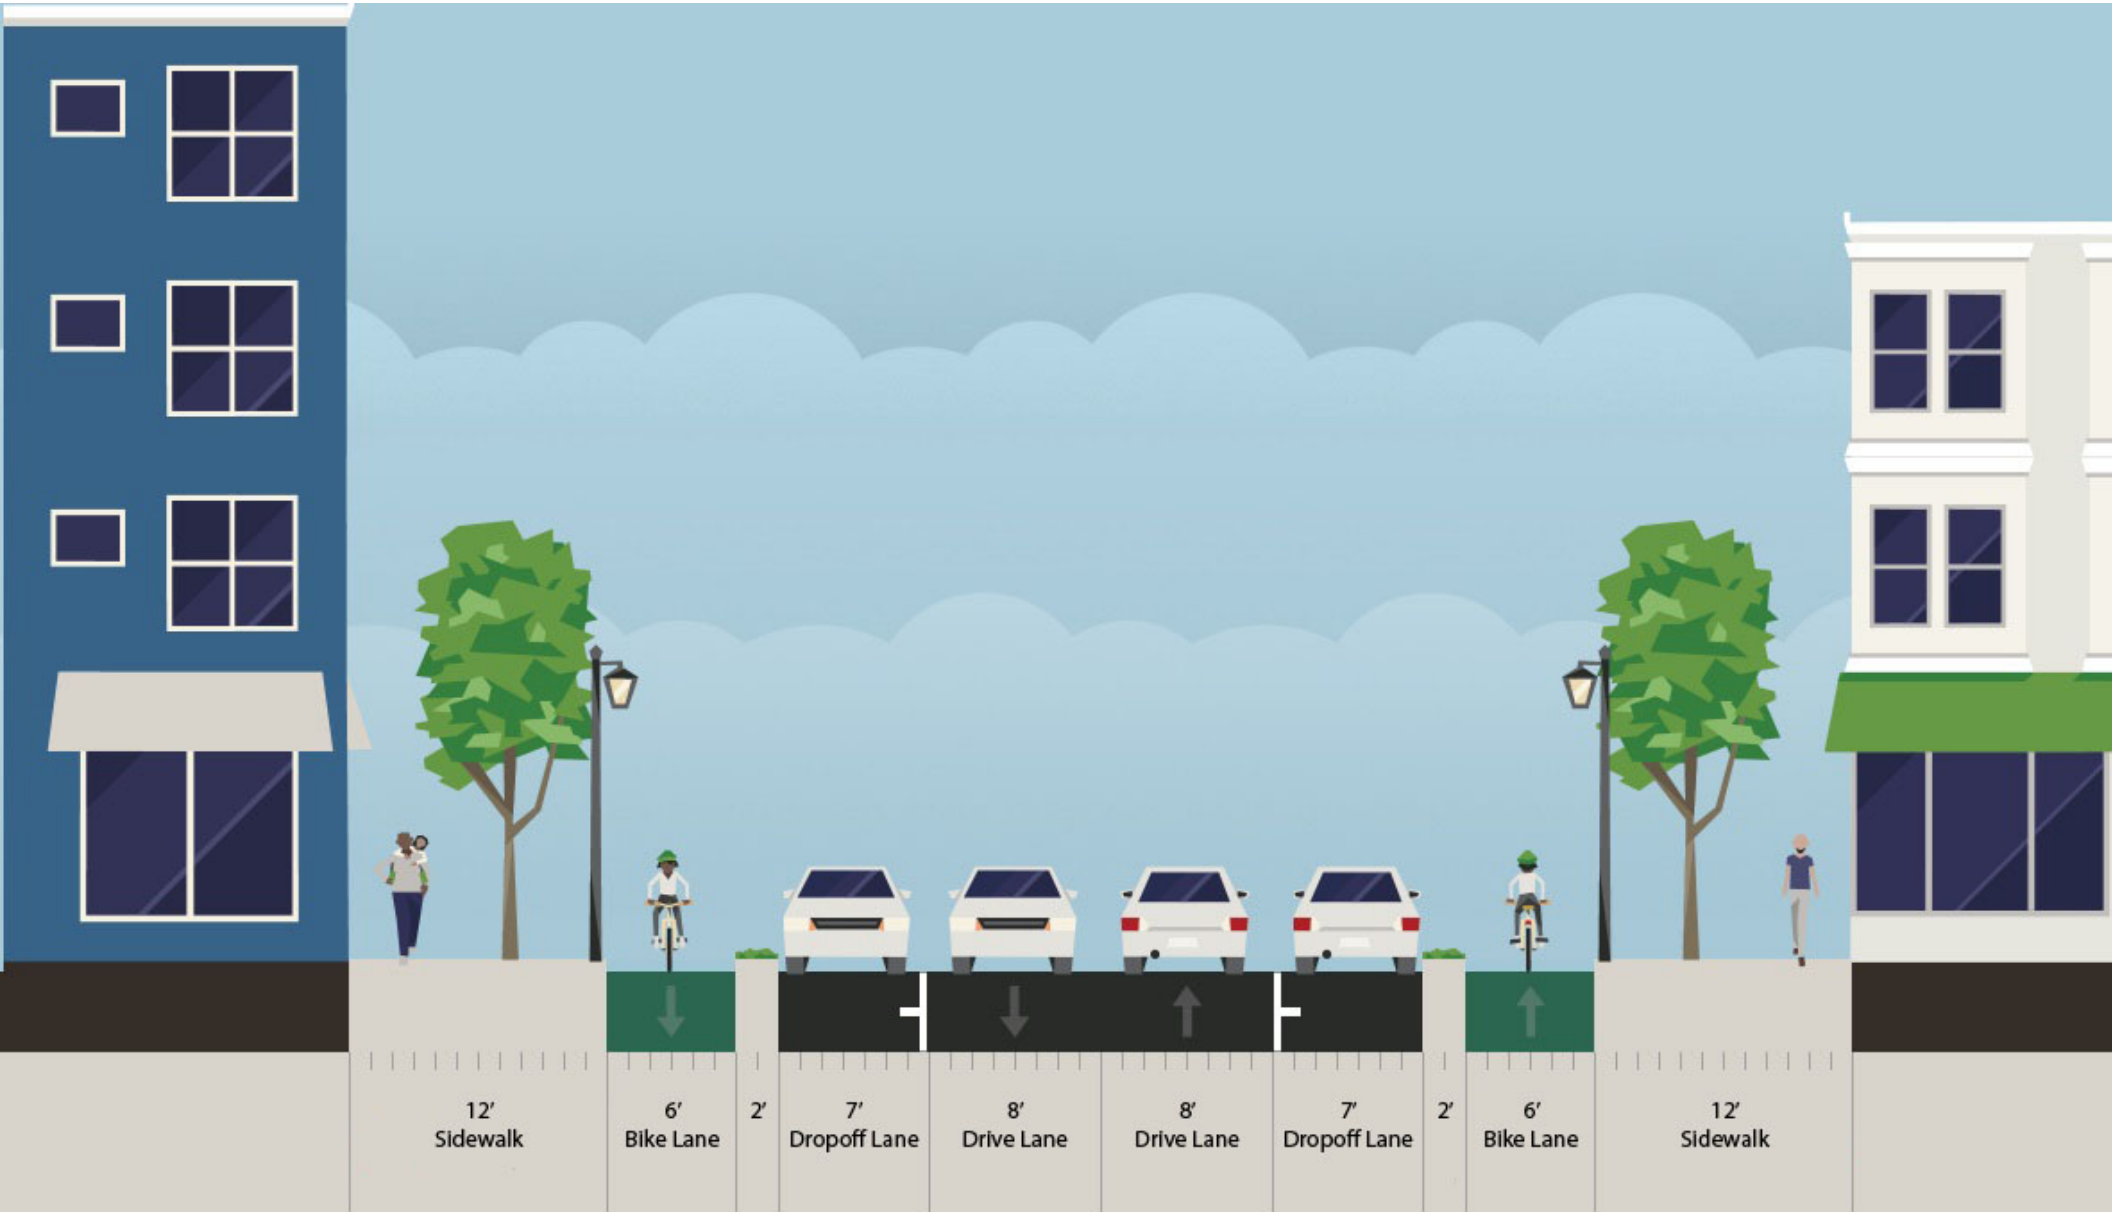 12′
Sidewalk
6′
Bike Lane
2′
7′
Dropoff Lane
8′
Drive Lane
8′
Drive Lane
7′
Dropoff Lane
2′
6′
Bike Lane
12′
Sidewalk